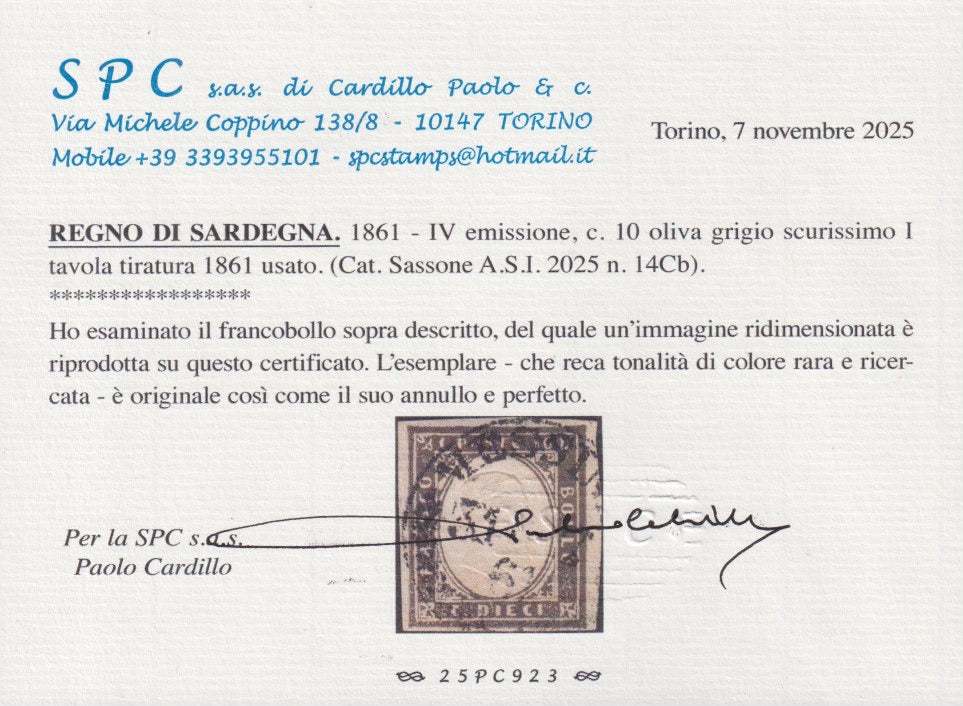 SPC s.a.s. di Cardillo Paolo & c.
Via Michele Coppino 138/8 - 10147 TORINO
Mobile +39 3393955101 - spcstamps@hotmail.it
Torino, 7 novembre 2025
REGNO DI SARDEGNA. 1861 - IV emissione, c. 10 oliva grigio scurissimo I
tavola tiratura 1861 usato. (Cat. Sassone A.S.I. 2025 n. 14Cb).
*****************
Ho esaminato il francobollo sopra descritto, del quale un'immagine ridimensionata è
riprodotta su questo certificato. L'esemplare - che reca tonalità di colore rara e ricer-
cata - è originale così come il suo annullo e perfetto.
Per la SPC s.a.s.
Paolo Cardillo
C. DIECI
25PC923